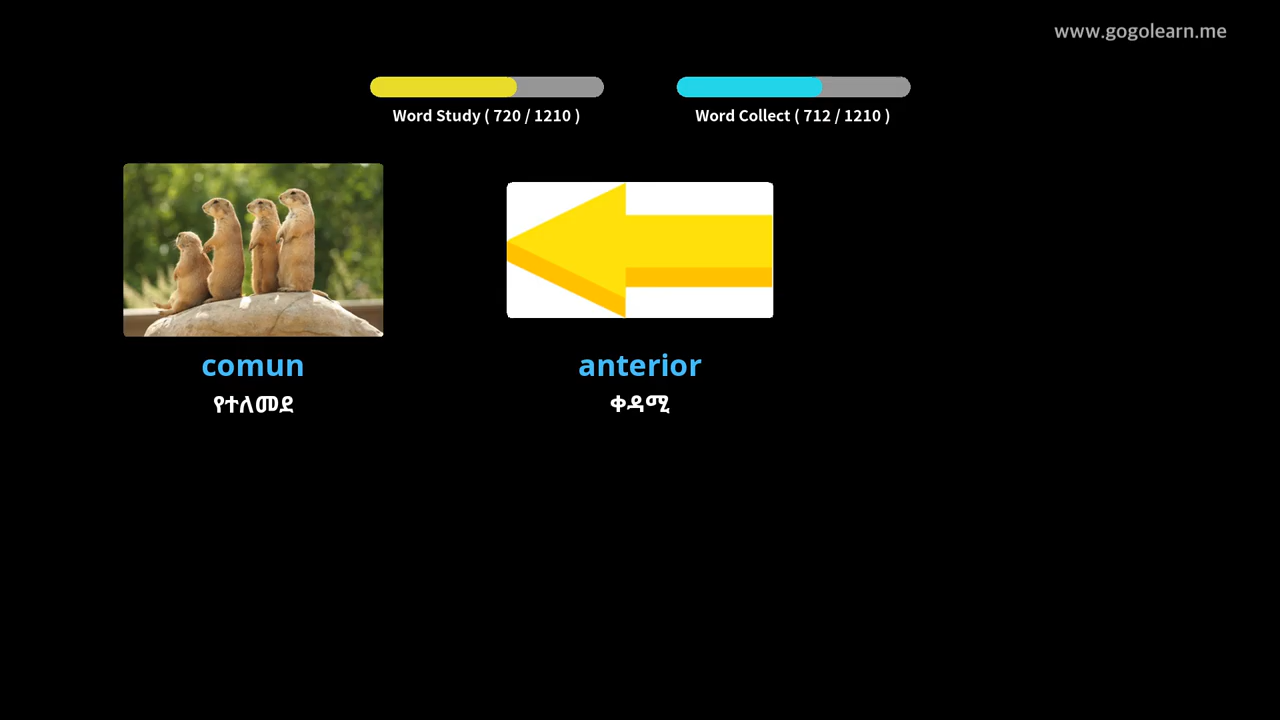 www.gogolearn.me
Word Study ( 720 / 1210 )
Word Collect ( 712 / 1210 )
comun
የተለመደ
anterior
ቀዳሚ